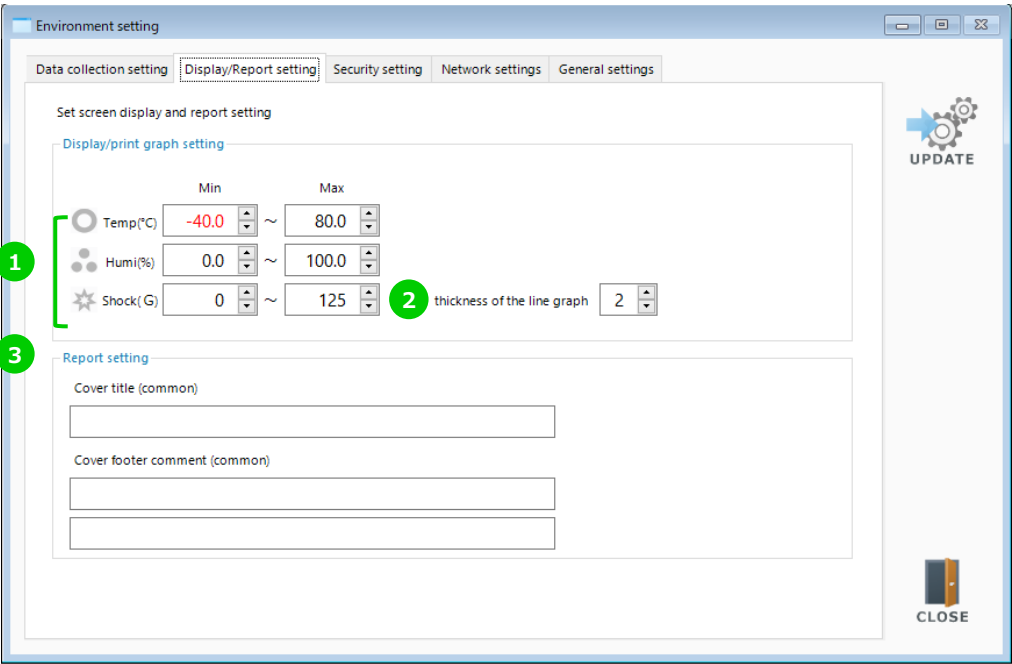 Environment setting
Data collection setting Display/Report setting Security setting Network settings General settings
Set screen display and report setting
UPDATE
Display/print graph setting
Min Max
1
Temp(°C) -40.0 ~ 80.0
Humi(%) 0.0 ~ 100.0
Shock( G) 0 ~ 125 2 thickness of the line graph 2
3
Report setting
Cover title (common)
Cover footer comment (common)
CLOSE